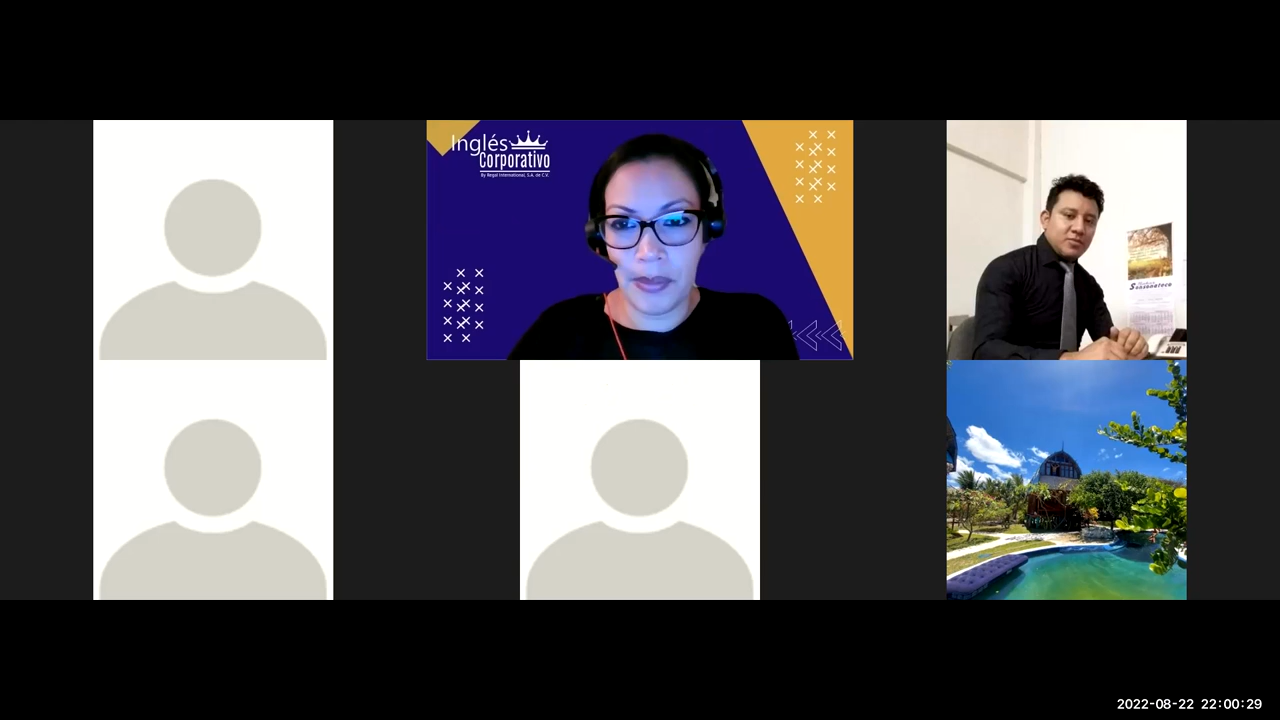 Inglés
Corporativo
By Regal International, S.A. de C.V.
Sonsonateco
2022-08-22 22:00:29